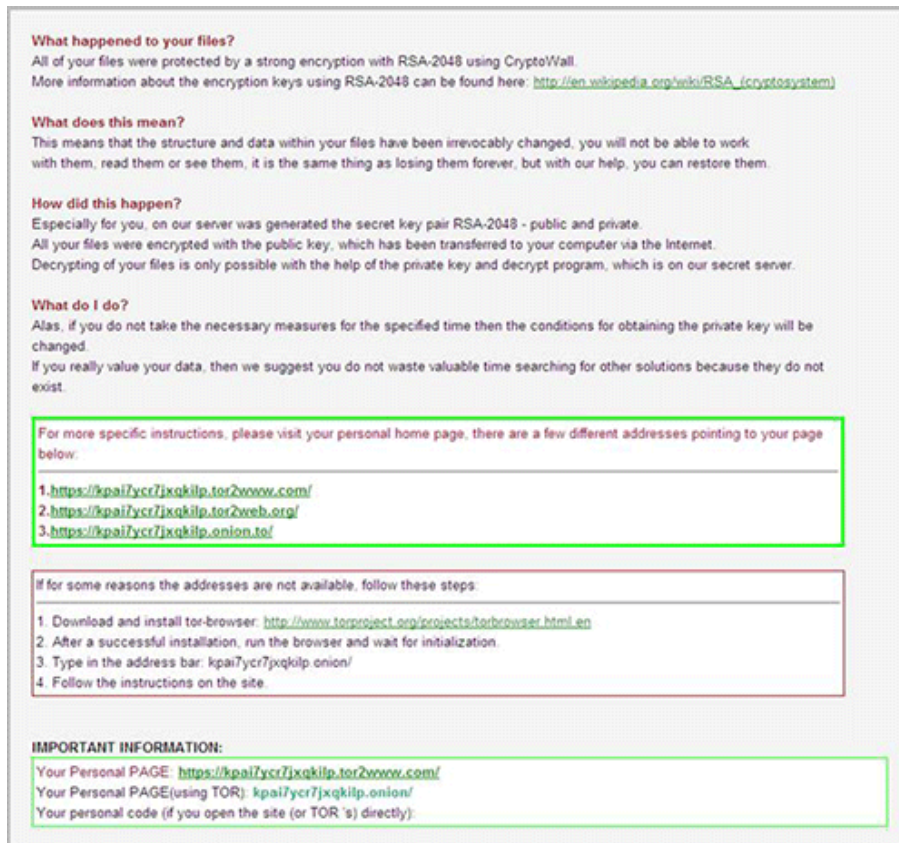 What happened to your files?
All of your files were protected by a strong encryption with RSA-2048 using CryptoWall.
More information about the encryption keys using RSA-2048 can be found here: http://en.wikipedia.org/wiki/RSA_(cryptosystem)
What does this mean?
This means that the structure and data within your files have been irrevocably changed, you will not be able to work
with them, read them or see them, it is the same thing as losing them forever, but with our help, you can restore them.
How did this happen?
Especially for you, on our server was generated the secret key pair RSA-2048 - public and private.
All your files were encrypted with the public key, which has been transferred to your computer via the Internet.
Decrypting of your files is only possible with the help of the private key and decrypt program, which is on our secret server.
What do I do?
Alas, if you do not take the necessary measures for the specified time then the conditions for obtaining the private key will be
changed.
If you really value your data, then we suggest you do not waste valuable time searching for other solutions because they do not
exist.
For more specific instructions, please visit your personal home page, there are a few different addresses pointing to your page
below:
1.https://kpai7ycr7jxqkilp.tor2www.com/
2.https://kpai7ycr7jxqkilp.tor2web.org/
3.https://kpai7ycr7jxqkilp.onion.to/
If for some reasons the addresses are not available, follow these steps:
1. Download and install tor-browser: http://www.torproject.org/projects/torbrowser.html.en
2. After a successful installation, run the browser and wait for initialization.
3. Type in the address bar: kpai7ycr7jxqkilp.onion/
4. Follow the instructions on the site.
IMPORTANT INFORMATION:
Your Personal PAGE: https://kpai7ycr7jxqkilp.tor2www.com/
Your Personal PAGE(using TOR): kpai7ycr7jxqkilp.onion/
Your personal code (if you open the site (or TOR 's) directly):